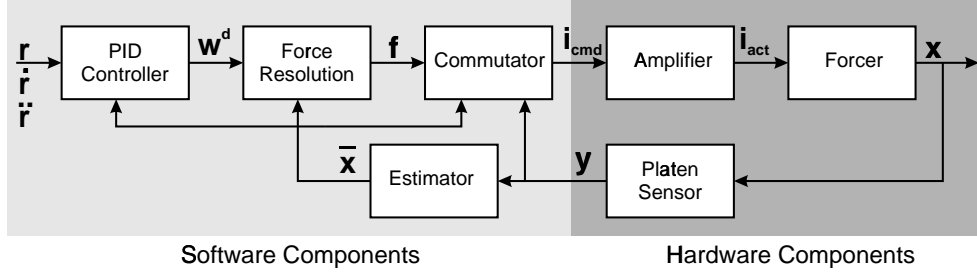 r
ṙ
r̈
PID
Controller
w^d
Force
Resolution
f
Commutator
i_cmd
Amplifier
i_act
Forcer
x
x̄
Estimator
y
Platen
Sensor
Software Components
Hardware Components